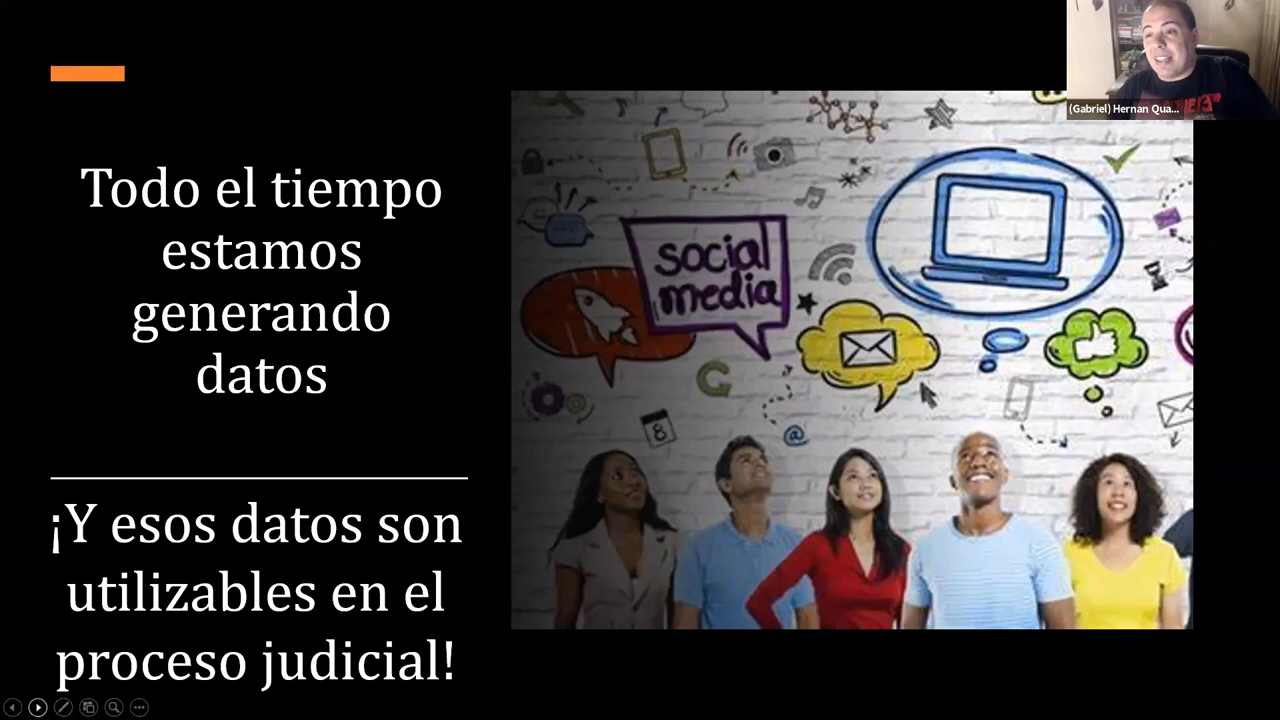 Todo el tiempo
estamos
generando
datos
¡Y esos datos son
utilizables en el
proceso judicial!
social
media
8
@
(Gabriel) Hernan Qua...